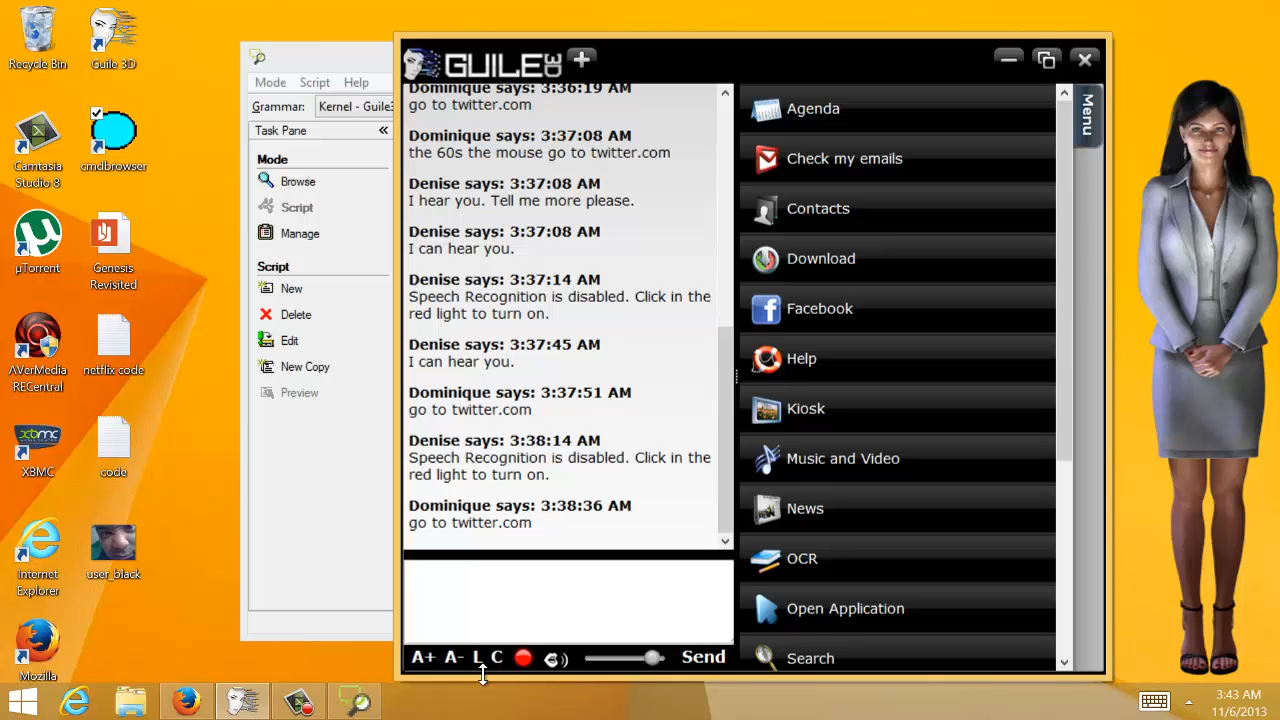 Recycle Bin
Guile 3D
Camtasia
Studio 8
cmdbrowser
µTorrent
Genesis
Revisited
AVerMedia
RECentral
netflix code
XBMC
code
Internet
Explorer
user_black
Mozilla
Mode Script Help
Grammar: Kernel - Guile3
Task Pane
Mode
Browse
Script
Manage
Script
New
Delete
Edit
New Copy
Preview
GUILE 3D
Dominique says: 3:36:19 AM
go to twitter.com
Dominique says: 3:37:08 AM
the 60s the mouse go to twitter.com
Denise says: 3:37:08 AM
I hear you. Tell me more please.
Denise says: 3:37:08 AM
I can hear you.
Denise says: 3:37:14 AM
Speech Recognition is disabled. Click in the
red light to turn on.
Denise says: 3:37:45 AM
I can hear you.
Dominique says: 3:37:51 AM
go to twitter.com
Denise says: 3:38:14 AM
Speech Recognition is disabled. Click in the
red light to turn on.
Dominique says: 3:38:36 AM
go to twitter.com
A+ A- L C Send
Agenda
Check my emails
Contacts
Download
Facebook
Help
Kiosk
Music and Video
News
OCR
Open Application
Search
Menu
3:43 AM
11/6/2013